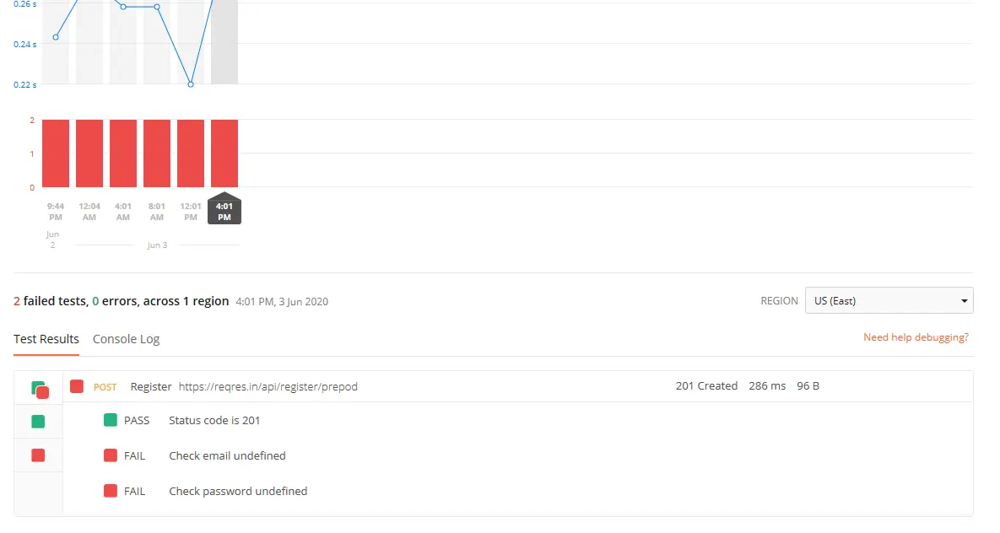 0.26 s
0.24 s
0.22 s
2
1
0
9:44 PM 12:04 AM 4:01 AM 8:01 AM 12:01 PM 4:01 PM
Jun 2 Jun 3
2 failed tests, 0 errors, across 1 region 4:01 PM, 3 Jun 2020 REGION US (East)
Test Results Console Log Need help debugging?
POST Register https://reqres.in/api/register/prepod 201 Created 286 ms 96 B
PASS Status code is 201
FAIL Check email undefined
FAIL Check password undefined